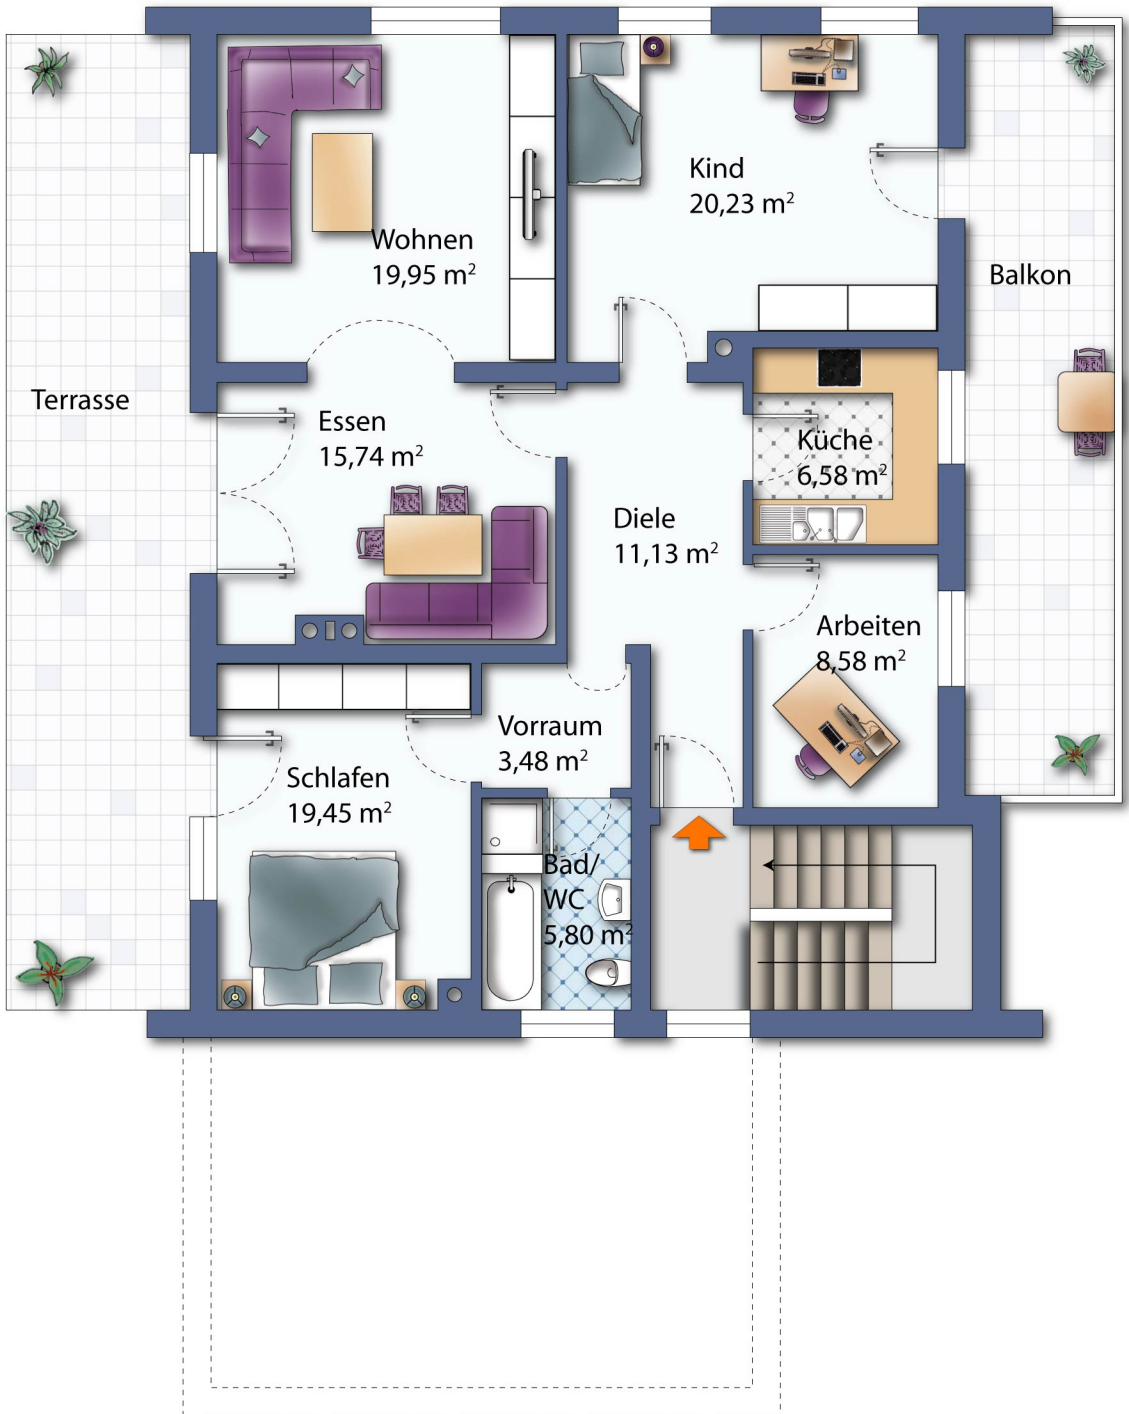 Kind
20,23 m²
Wohnen
19,95 m²
Balkon
Terrasse
Essen
15,74 m²
Küche
6,58 m²
Diele
11,13 m²
Arbeiten
8,58 m²
Vorraum
3,48 m²
Schlafen
19,45 m²
Bad/
WC
5,80 m²